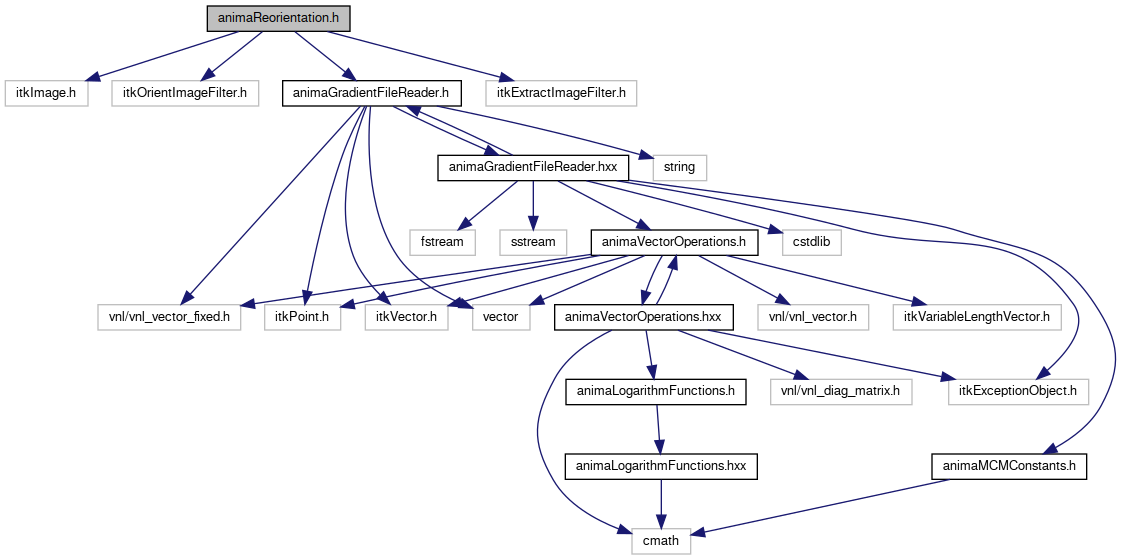 animaReorientation.h
itkImage.h
itkOrientImageFilter.h
animaGradientFileReader.h
itkExtractImageFilter.h
animaGradientFileReader.hxx
string
fstream
sstream
animaVectorOperations.h
cstdlib
vnl/vnl_vector_fixed.h
itkPoint.h
itkVector.h
vector
animaVectorOperations.hxx
vnl/vnl_vector.h
itkVariableLengthVector.h
animaLogarithmFunctions.h
vnl/vnl_diag_matrix.h
itkExceptionObject.h
animaLogarithmFunctions.hxx
animaMCMConstants.h
cmath